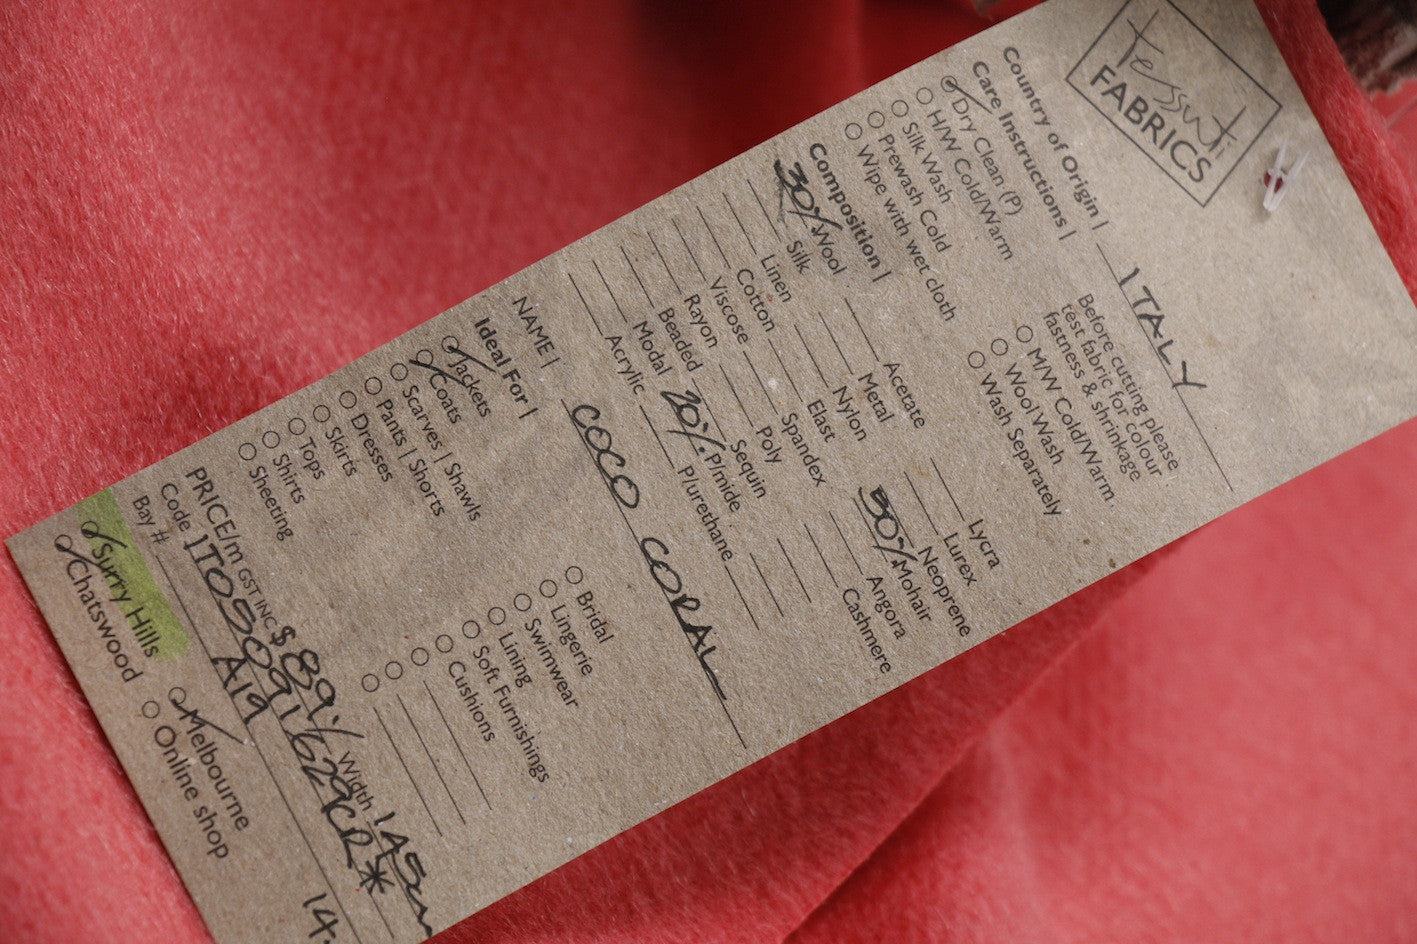 tessuti
FABRICS
Country of Origin | ITALY
Care Instructions |
Dry Clean (P)
H/W Cold/Warm
Silk Wash
Prewash Cold
Wipe with wet cloth
Before cutting please
test fabric for colour
fastness & shrinkage
M/W Cold/Warm
Wool Wash
Wash Separately
Composition |
Wool
Silk
Linen
Cotton
Viscose
Rayon
Beaded
Modal
Acrylic
Acetate
Metal
Nylon
Elast
Spandex
Poly
Sequin
20% P/mide
P/urethane
Lycra
Lurex
Neoprene
Mohair
Angora
Cashmere
NAME | COCO CORAL
Ideal For |
Jackets
Coats
Scarves | Shawls
Pants | Shorts
Dresses
Skirts
Tops
Shirts
Sheeting
Bridal
Lingerie
Swimwear
Lining
Soft Furnishings
Cushions
PRICE/m GST INC $89.- Width 145cm
Code
Bay # A19
Surry Hills
Chatswood
Melbourne
Online shop
14.